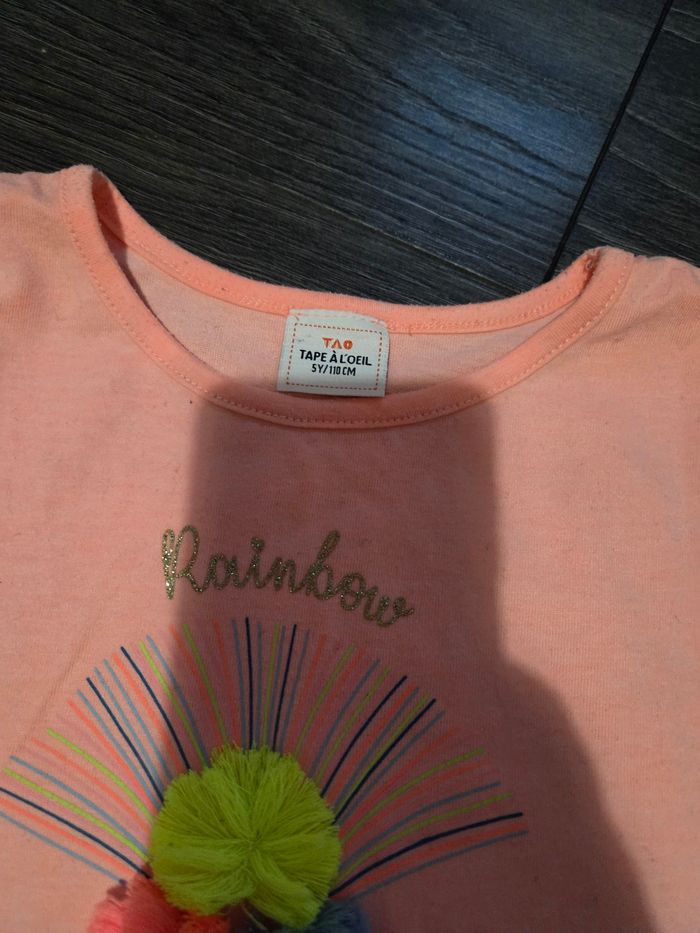 TAO
TAPE À L'OEIL
5Y/110 CM
Rainbow